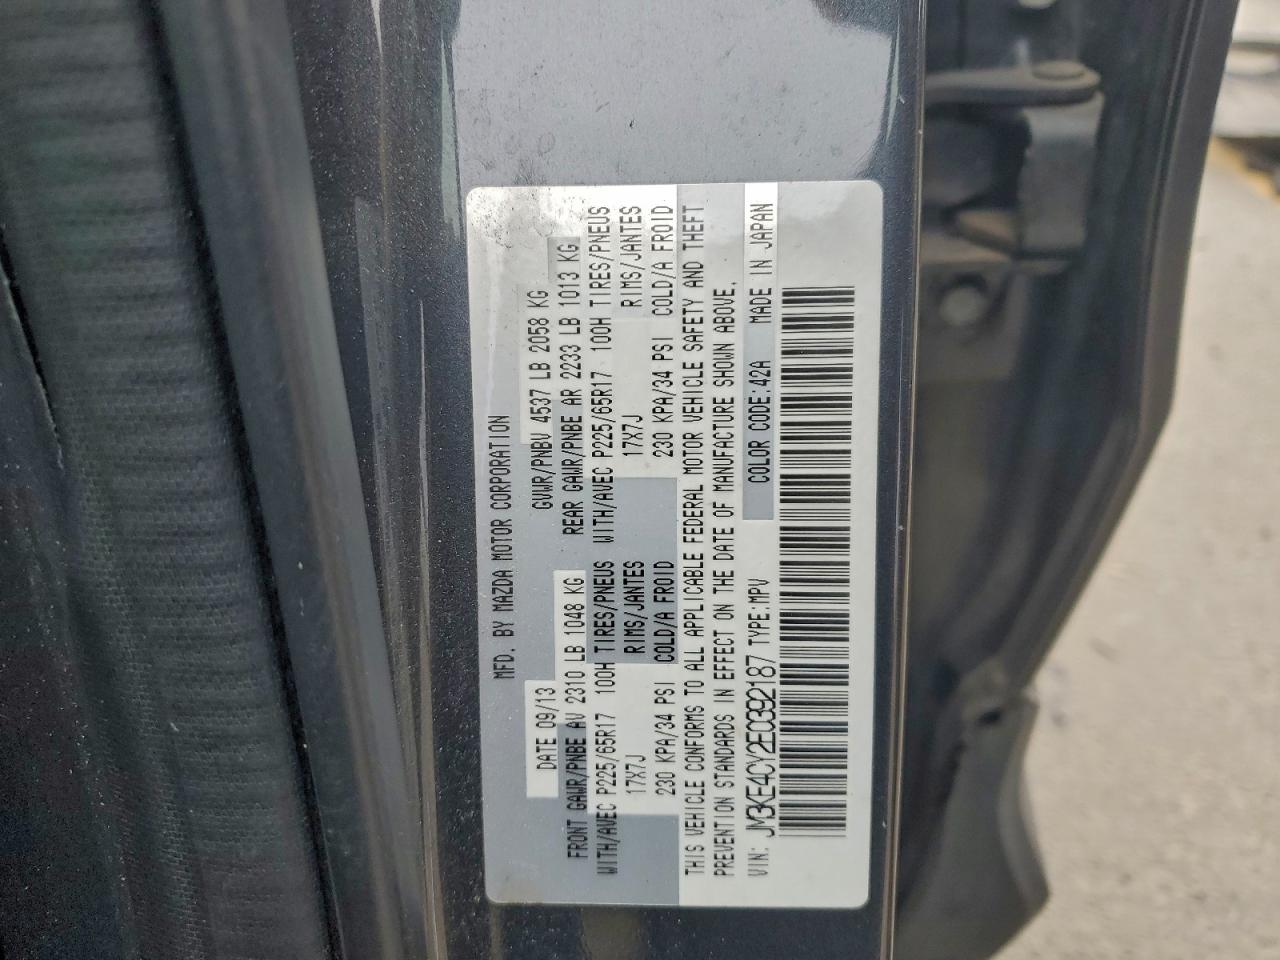 MFD. BY MAZDA MOTOR CORPORATION
DATE 09/13 GVWR/PNBV 4537 LB 2058 KG
FRONT GAWR/PNBE AV 2310 LB 1048 KG REAR GAWR/PNBE AR 2233 LB 1013 KG
WITH/AVEC P225/65R17 100H TIRES/PNEUS WITH/AVEC P225/65R17 100H TIRES/PNEUS
17X7J RIMS/JANTES 17X7J RIMS/JANTES
230 KPA/34 PSI COLD/A FROID 230 KPA/34 PSI COLD/A FROID
THIS VEHICLE CONFORMS TO ALL APPLICABLE FEDERAL MOTOR VEHICLE SAFETY AND THEFT
PREVENTION STANDARDS IN EFFECT ON THE DATE OF MANUFACTURE SHOWN ABOVE.
VIN: JM3KE4CY2E0392187 TYPE:MPV COLOR CODE:42A MADE IN JAPAN